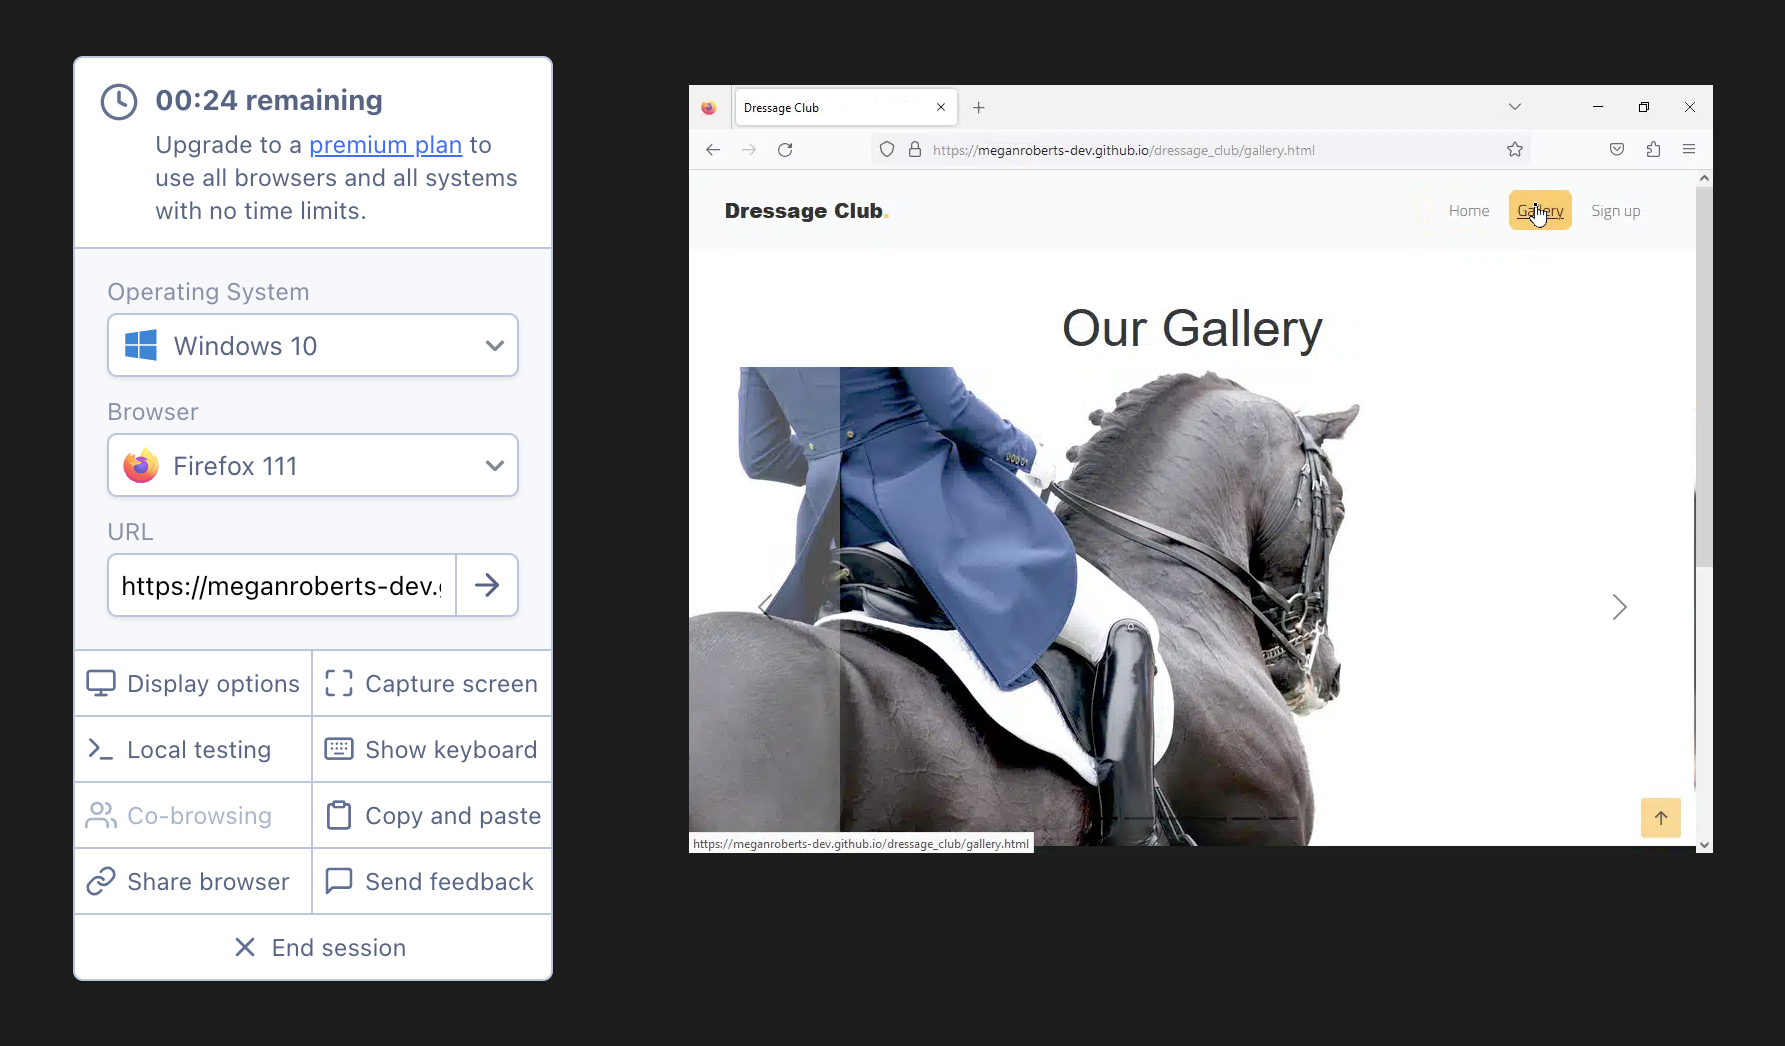 00:24 remaining
Upgrade to a premium plan to
use all browsers and all systems
with no time limits.
Operating System
Windows 10
Browser
Firefox 111
URL
https://meganroberts-dev.
Display options
Capture screen
Local testing
Show keyboard
Co-browsing
Copy and paste
Share browser
Send feedback
End session
Dressage Club
https://meganroberts-dev.github.io/dressage_club/gallery.html
Dressage Club.
Home
Gallery
Sign up
Our Gallery
https://meganroberts-dev.github.io/dressage_club/gallery.html